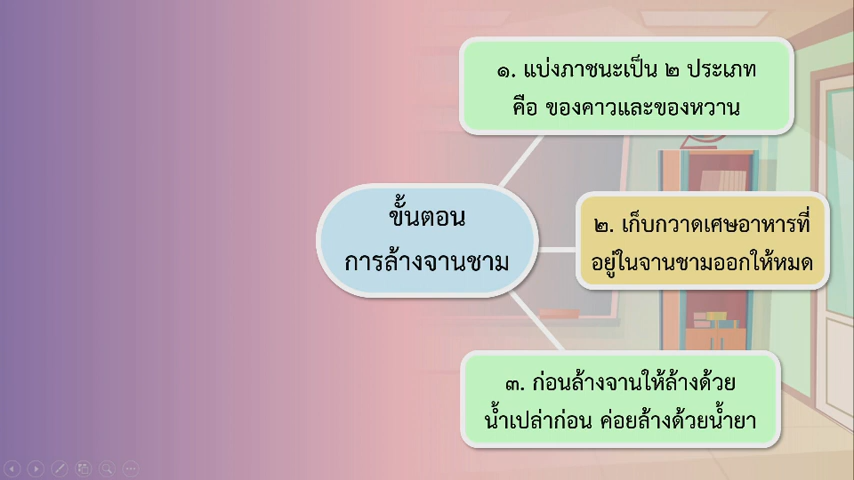 ๑. แบ่งภาชนะเป็น ๒ ประเภท
คือ ของคาวและของหวาน
ขั้นตอน
การล้างจานชาม
๒. เก็บกวาดเศษอาหารที่
อยู่ในจานชามออกให้หมด
๓. ก่อนล้างจานให้ล้างด้วย
น้ำเปล่าก่อน ค่อยล้างด้วยน้ำยา